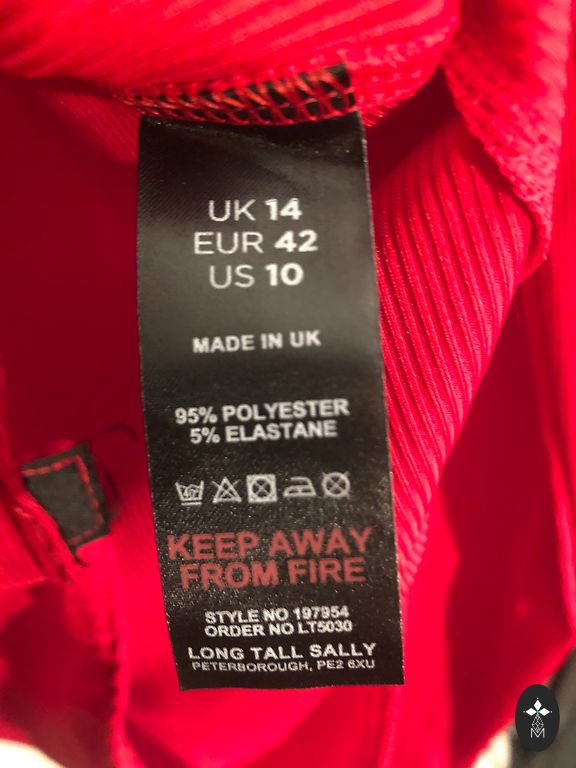 UK 14
EUR 42
US 10
MADE IN UK
95% POLYESTER
5% ELASTANE
40
KEEP AWAY
FROM FIRE
STYLE NO 197954
ORDER NO LT5030
LONG TALL SALLY
PETERBOROUGH, PE2 6XU
M